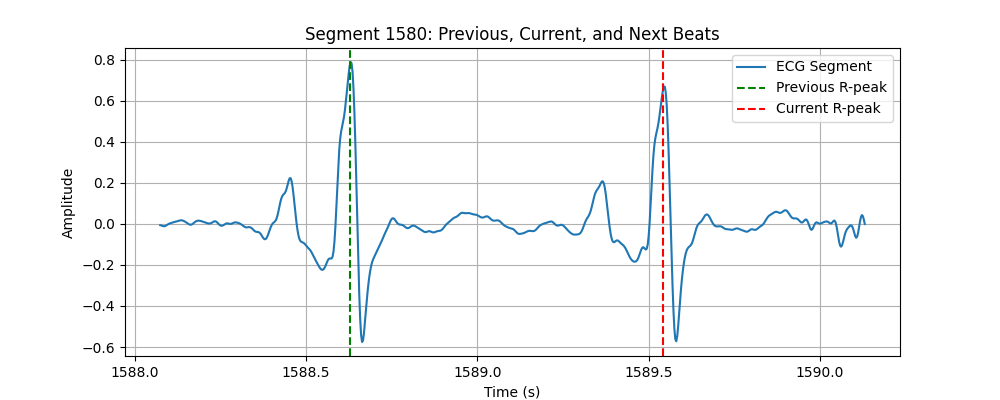 Segment 1580: Previous, Current, and Next Beats
ECG Segment
Previous R-peak
Current R-peak
Amplitude
0.8
0.6
0.4
0.2
0.0
−0.2
−0.4
−0.6
1588.0 1588.5 1589.0 1589.5 1590.0
Time (s)